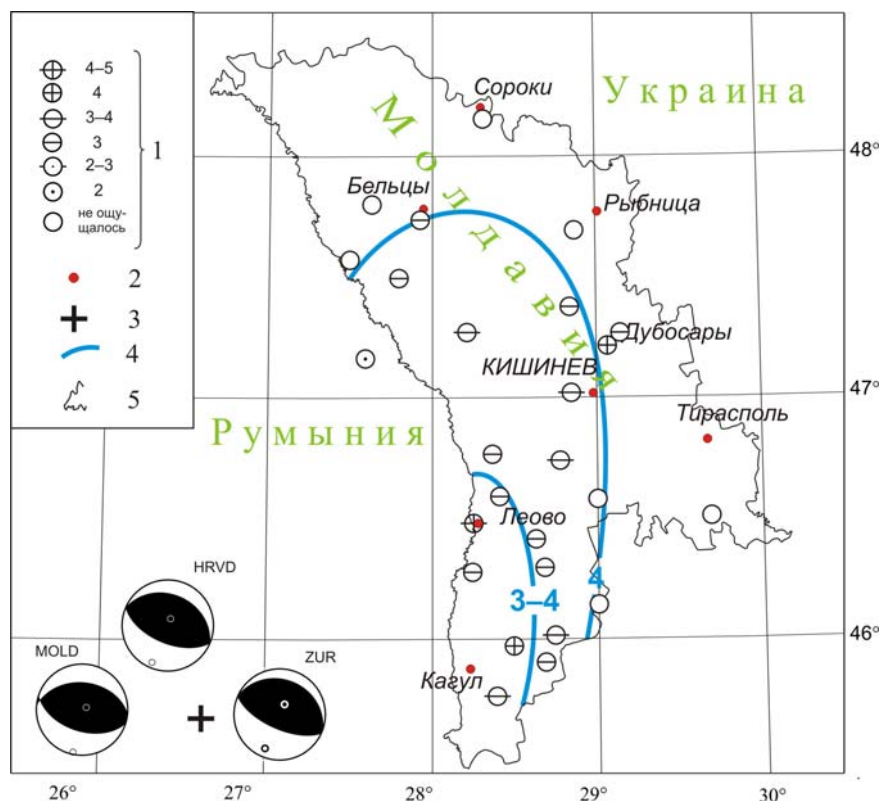 4–5
4
3–4
3
2–3
2
не ощу-
щалось
1
2
3
4
5
Сороки
Украина
48°
Молдавия
Бельцы
Рыбница
Дубосары
КИШИНЕВ
47°
Тирасполь
Румыния
Леово
4
3–4
HRVD
46°
MOLD
ZUR
Кагул
26°
27°
28°
29°
30°